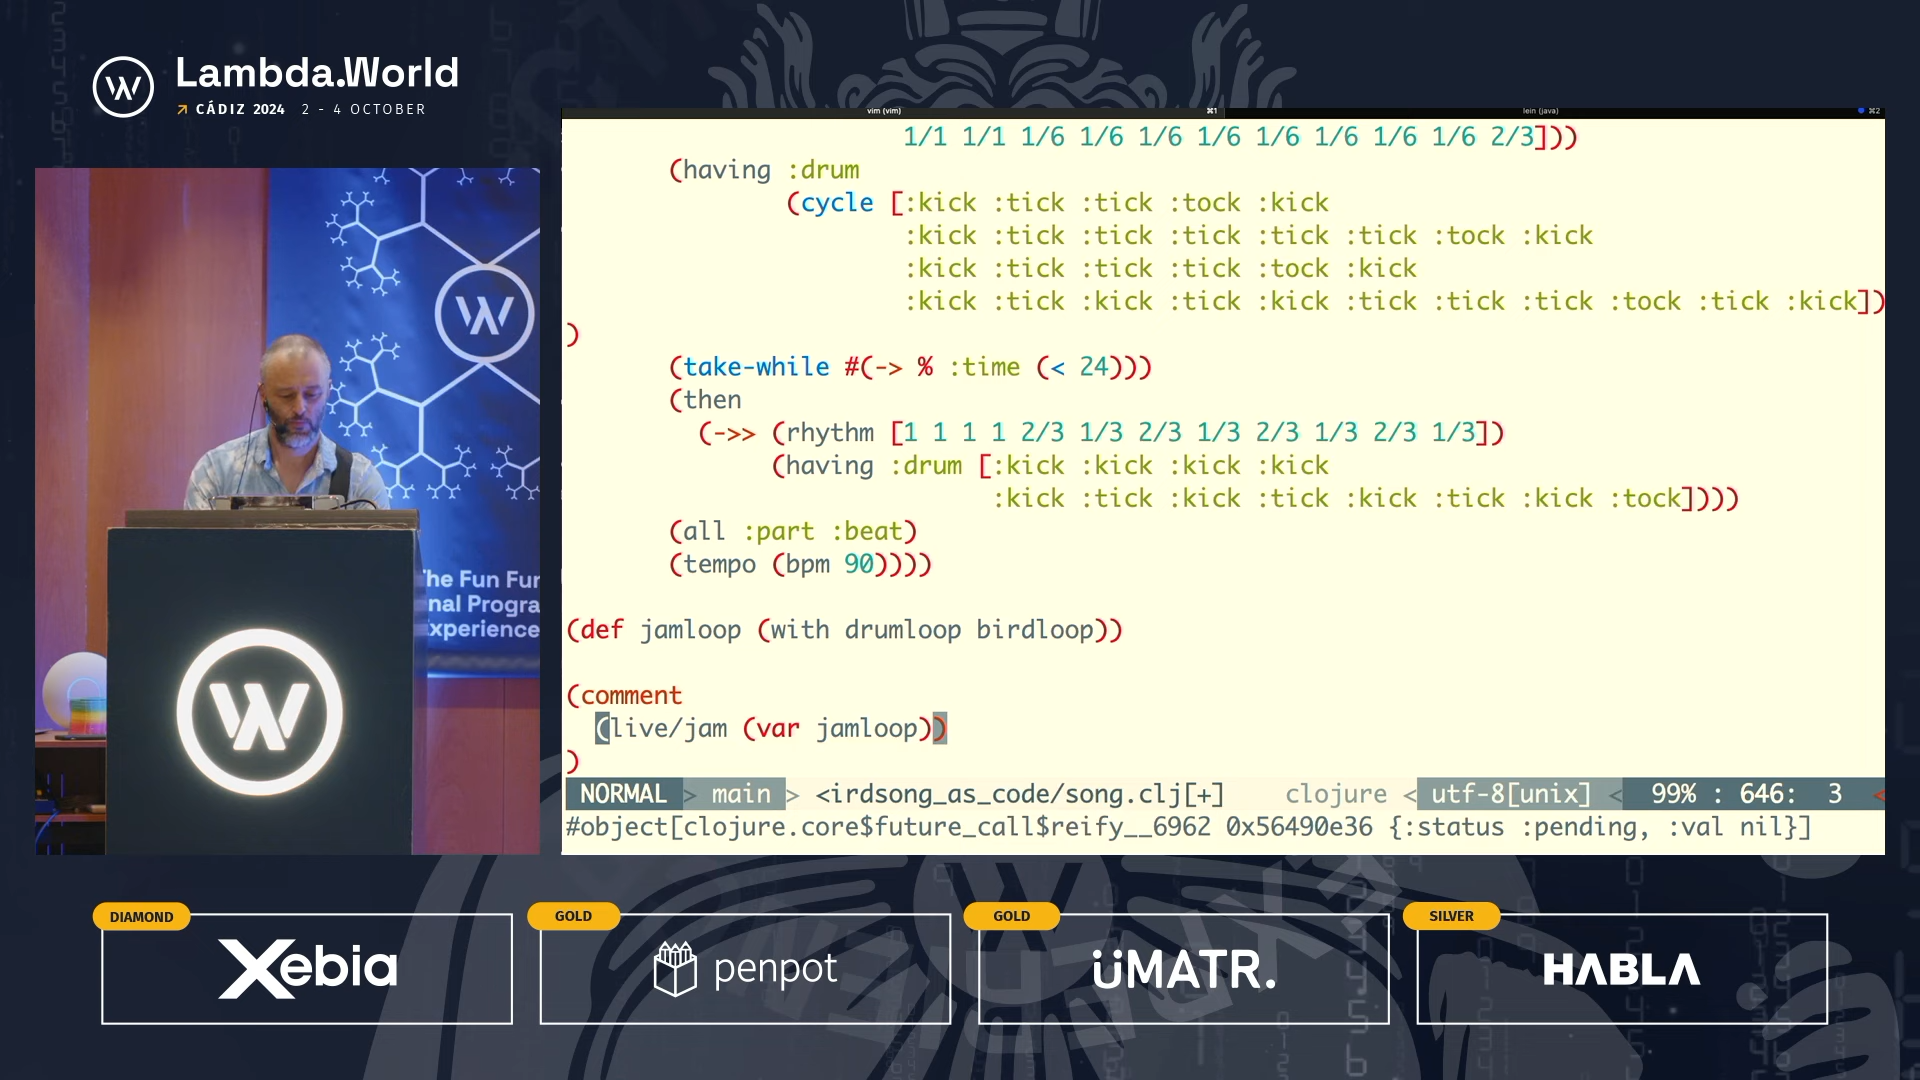 Lambda.World
CÁDIZ 2024 2 - 4 OCTOBER
vim (vim) ⌘1 lein (java) ⌘2
1/1 1/1 1/6 1/6 1/6 1/6 1/6 1/6 1/6 1/6 2/3]))
(having :drum
(cycle [:kick :tick :tick :tock :kick
:kick :tick :tick :tick :tick :tick :tock :kick
:kick :tick :tick :tick :tock :kick
:kick :tick :kick :tick :kick :tick :tick :tick :tock :tick :kick])
)
(take-while #(-> % :time (< 24)))
(then
(->> (rhythm [1 1 1 1 2/3 1/3 2/3 1/3 2/3 1/3 2/3 1/3])
(having :drum [:kick :kick :kick :kick
:kick :tick :kick :tick :kick :tick :kick :tock])))
(all :part :beat)
(tempo (bpm 90))))
(def jamloop (with drumloop birdloop))
(comment
(live/jam (var jamloop))
)
NORMAL > main > <irdsong_as_code/song.clj[+] clojure < utf-8[unix] < 99% : 646: 3 <
#object[clojure.core$future_call$reify__6962 0x56490e36 {:status :pending, :val nil}]
W
he Fun Fun
nal Progra
xperience
W
DIAMOND
Xebia
GOLD
penpot
GOLD
üMATR.
SILVER
HABLA